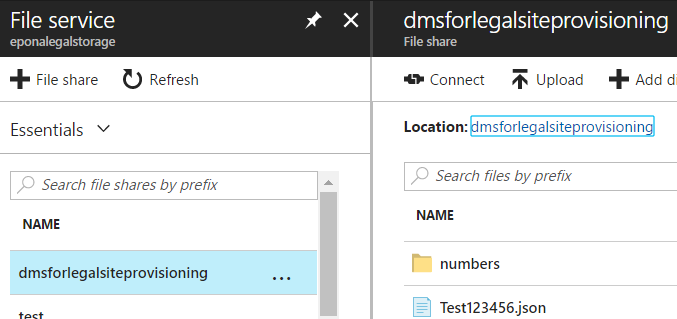 File service
eponalegalstorage
File share
Refresh
Essentials
Search file shares by prefix
NAME
dmsforlegalsiteprovisioning
...
test
dmsforlegalsiteprovisioning
File share
Connect
Upload
Add di
Location: dmsforlegalsiteprovisioning
Search files by prefix
NAME
numbers
Test123456.json